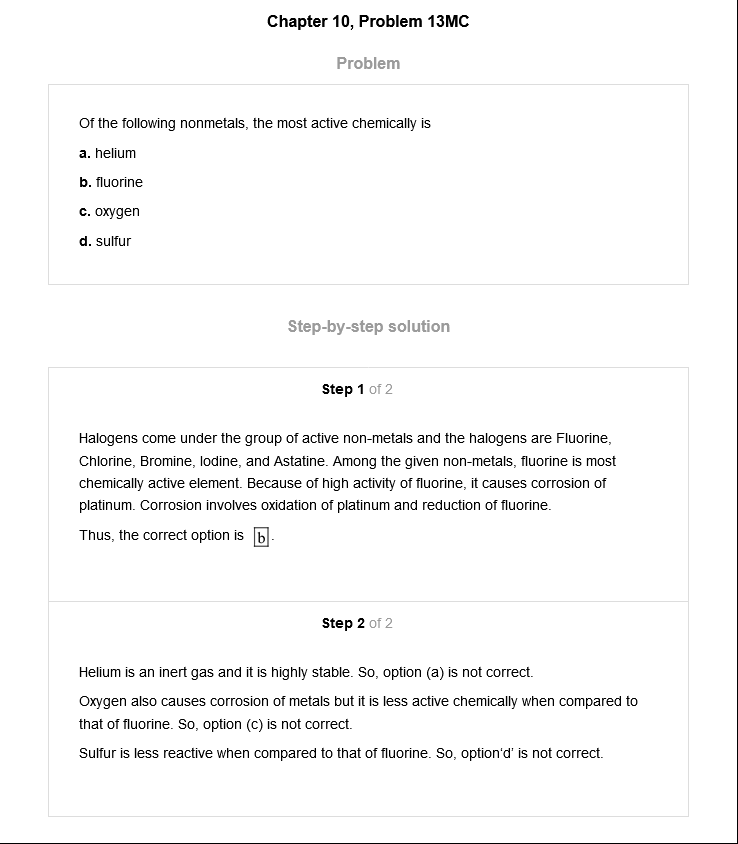 Chapter 10, Problem 13MC
Problem
Of the following nonmetals, the most active chemically is
a. helium
b. fluorine
c. oxygen
d. sulfur
Step-by-step solution
Step 1 of 2
Halogens come under the group of active non-metals and the halogens are Fluorine,
Chlorine, Bromine, Iodine, and Astatine. Among the given non-metals, fluorine is most
chemically active element. Because of high activity of fluorine, it causes corrosion of
platinum. Corrosion involves oxidation of platinum and reduction of fluorine.
Thus, the correct option is b.
Step 2 of 2
Helium is an inert gas and it is highly stable. So, option (a) is not correct.
Oxygen also causes corrosion of metals but it is less active chemically when compared to
that of fluorine. So, option (c) is not correct.
Sulfur is less reactive when compared to that of fluorine. So, option‘d’ is not correct.